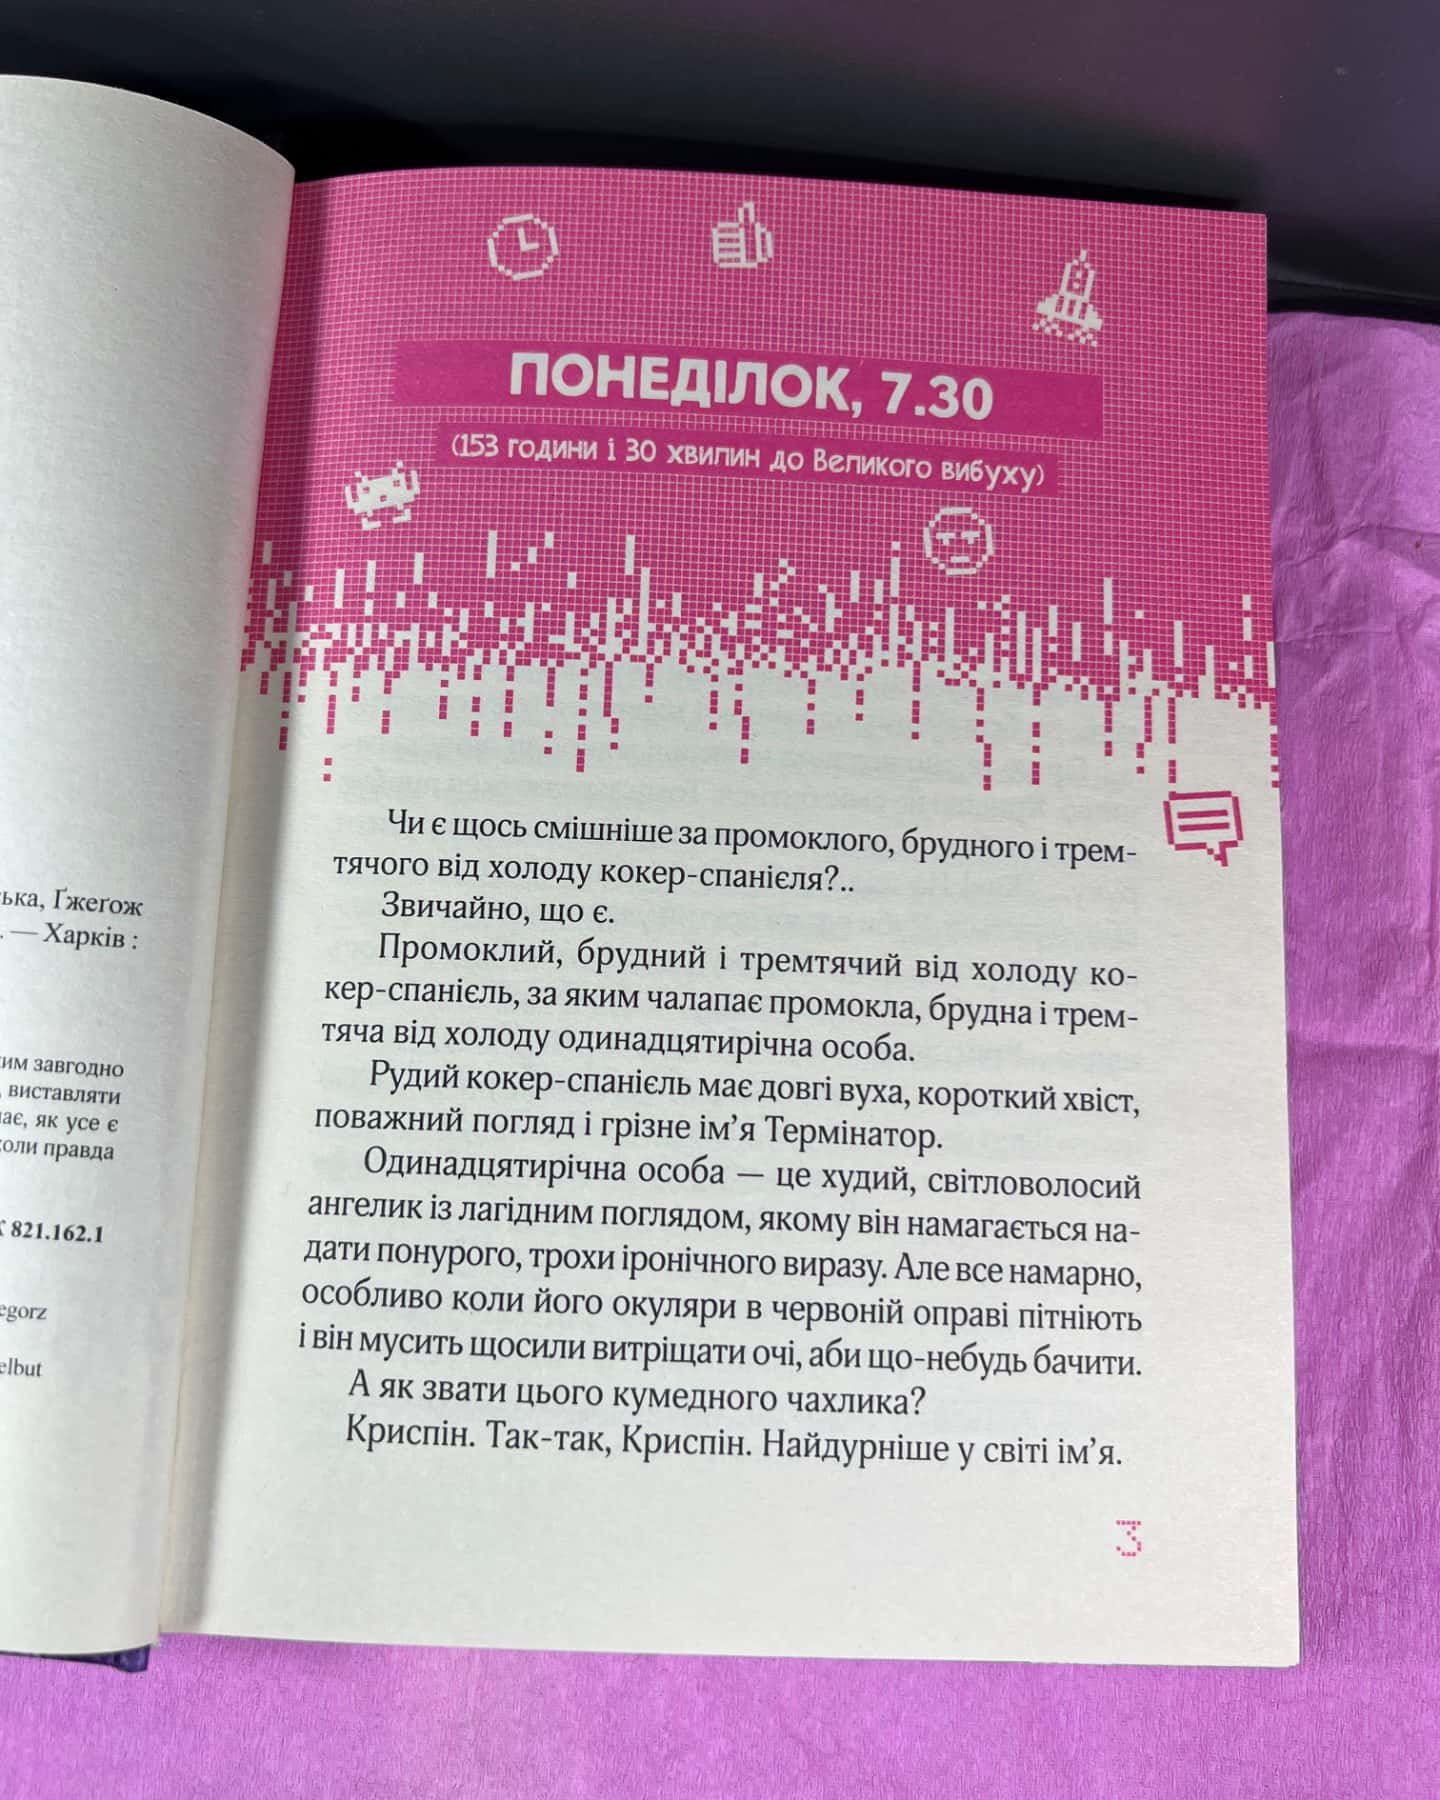 ька, Ґжеґож
. — Харків :
ким завгодно
, виставляти
ає, як усе є
коли правда
К 821.162.1
egorz
elbut
ПОНЕДІЛОК, 7.30
(153 години і 30 хвилин до Великого вибуху)
Чи є щось смішніше за промоклого, брудного і трем-
тячого від холоду кокер-спанієля?..
Звичайно, що є.
Промоклий, брудний і тремтячий від холоду ко-
кер-спанієль, за яким чалапає промокла, брудна і трем-
тяча від холоду одинадцятирічна особа.
Рудий кокер-спанієль має довгі вуха, короткий хвіст,
поважний погляд і грізне ім’я Термінатор.
Одинадцятирічна особа — це худий, світловолосий
ангелик із лагідним поглядом, якому він намагається на-
дати понурого, трохи іронічного виразу. Але все намарно,
особливо коли його окуляри в червоній оправі пітніють
і він мусить щосили витріщати очі, аби що-небудь бачити.
А як звати цього кумедного чахлика?
Криспін. Так-так, Криспін. Найдурніше у світі ім’я.
3